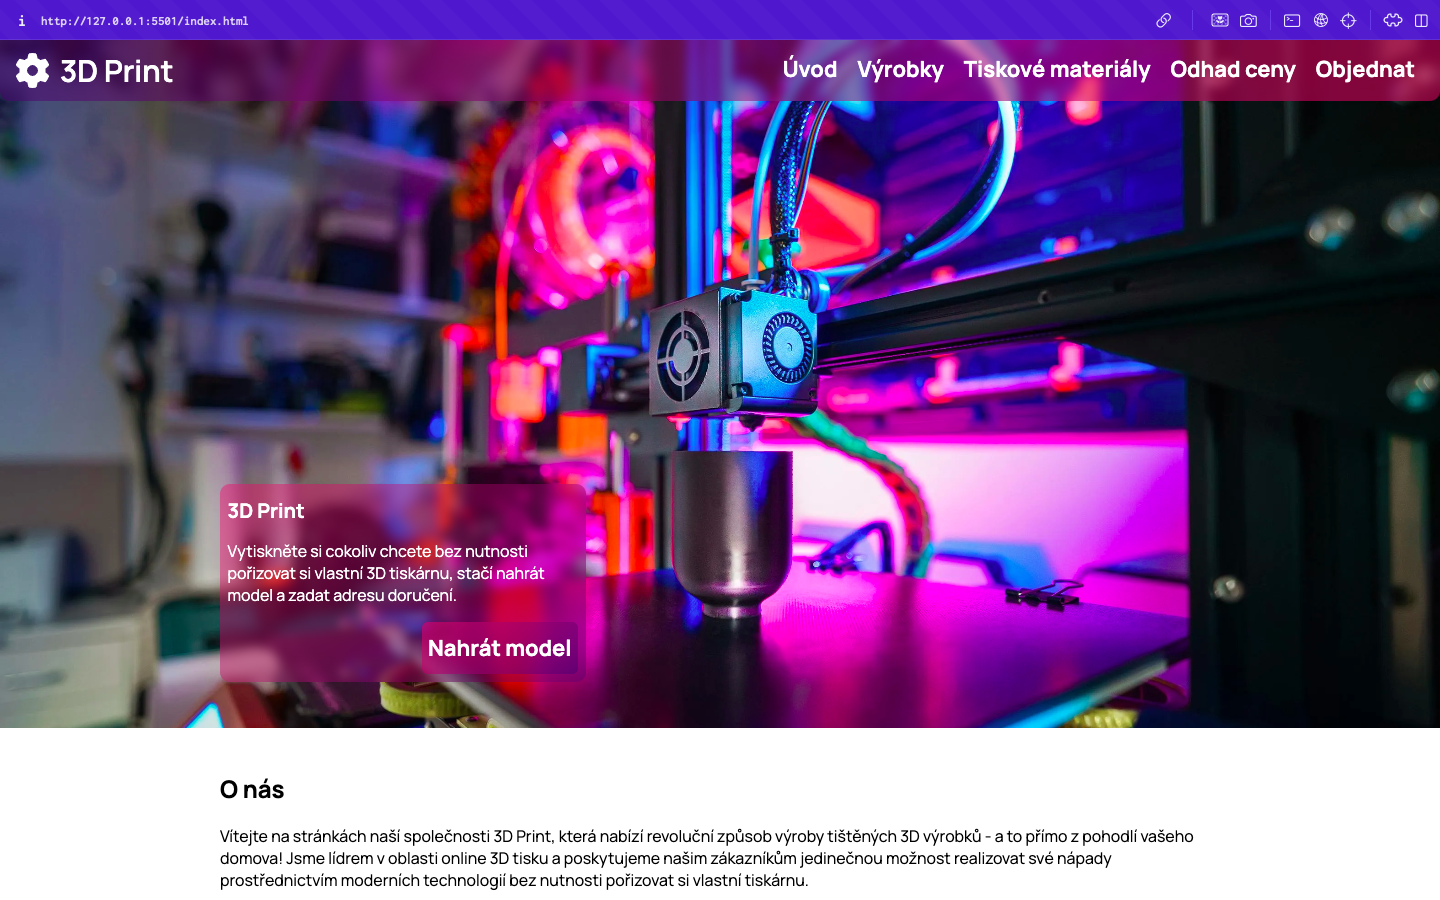 i http://127.0.0.1:5501/index.html
3D Print
Úvod Výrobky Tiskové materiály Odhad ceny Objednat
3D Print
Vytiskněte si cokoliv chcete bez nutnosti
pořizovat si vlastní 3D tiskárnu, stačí nahrát
model a zadat adresu doručení.
Nahrát model
O nás
Vítejte na stránkách naší společnosti 3D Print, která nabízí revoluční způsob výroby tištěných 3D výrobků - a to přímo z pohodlí vašeho
domova! Jsme lídrem v oblasti online 3D tisku a poskytujeme našim zákazníkům jedinečnou možnost realizovat své nápady
prostřednictvím moderních technologií bez nutnosti pořizovat si vlastní tiskárnu.